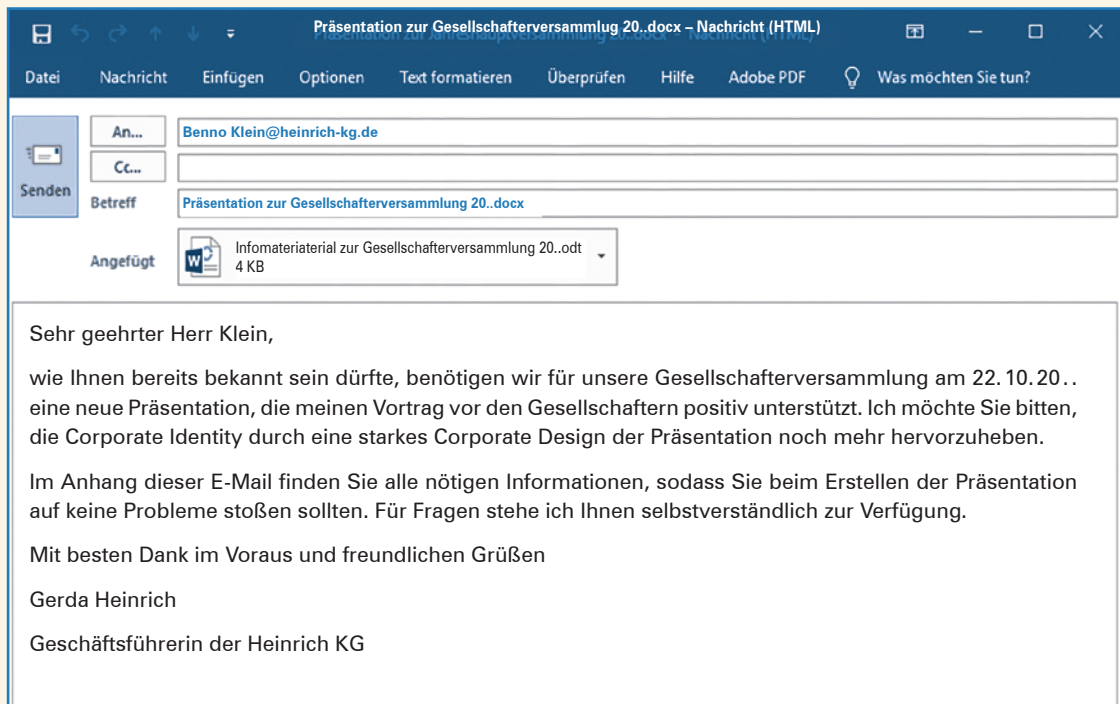 Präsentation zur Gesellschafterversammlug 20..docx – Nachricht (HTML)
Datei Nachricht Einfügen Optionen Text formatieren Überprüfen Hilfe Adobe PDF Was möchten Sie tun?
An... Benno Klein@heinrich-kg.de
Cc...
Senden
Betreff Präsentation zur Gesellschafterversammlung 20..docx
Angefügt Infomateriaterial zur Gesellschafterversammlung 20..odt
4 KB
Sehr geehrter Herr Klein,
wie Ihnen bereits bekannt sein dürfte, benötigen wir für unsere Gesellschafterversammlung am 22.10.20..
eine neue Präsentation, die meinen Vortrag vor den Gesellschaftern positiv unterstützt. Ich möchte Sie bitten,
die Corporate Identity durch eine starkes Corporate Design der Präsentation noch mehr hervorzuheben.
Im Anhang dieser E-Mail finden Sie alle nötigen Informationen, sodass Sie beim Erstellen der Präsentation
auf keine Probleme stoßen sollten. Für Fragen stehe ich Ihnen selbstverständlich zur Verfügung.
Mit besten Dank im Voraus und freundlichen Grüßen
Gerda Heinrich
Geschäftsführerin der Heinrich KG